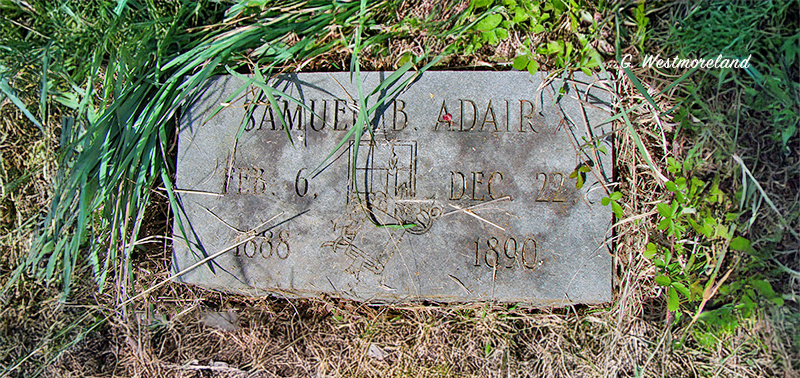 G. Westmoreland
SAMUEL B. ADAIR
FEB. 6, DEC. 22,
1888 1890